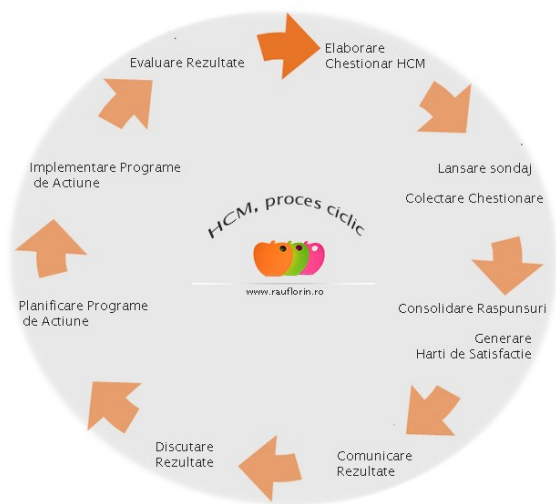 Evaluare Rezultate
Elaborare
Chestionar HCM
Lansare sondaj
Colectare Chestionare
Consolidare Raspunsuri
Generare
Harti de Satisfactie
Comunicare
Rezultate
Discutare
Rezultate
Planificare Programe
de Actiune
Implementare Programe
de Actiune
HCM, proces ciclic
www.rauflorin.ro